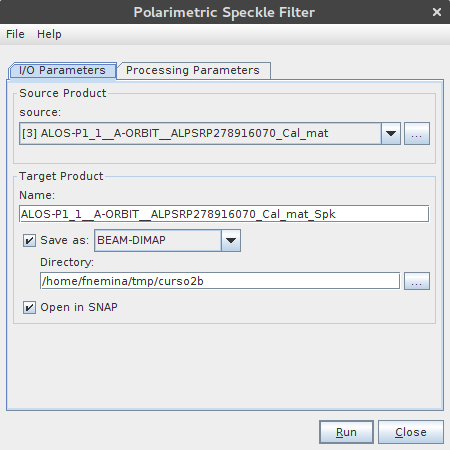 Polarimetric Speckle Filter
×
File Help
I/O Parameters Processing Parameters
Source Product
source:
[3] ALOS-P1_1__A-ORBIT__ALPSRP278916070_Cal_mat
...
Target Product
Name:
ALOS-P1_1__A-ORBIT__ALPSRP278916070_Cal_mat_Spk
Save as: BEAM-DIMAP
Directory:
/home/fnemina/tmp/curso2b
...
Open in SNAP
Run Close